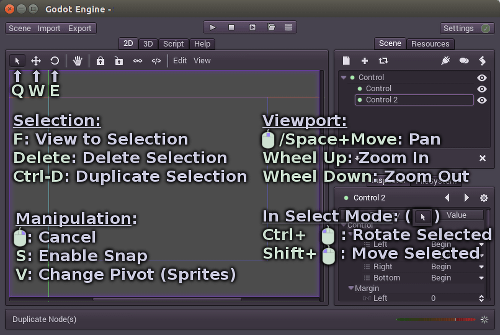 Godot Engine -
Scene Import Export
Settings
2D 3D Script Help
Scene Resources
Edit View
Q W E
Control
Control
Control 2
Selection:
F: View to Selection
Delete: Delete Selection
Ctrl-D: Duplicate Selection
Viewport:
/Space+Move: Pan
Wheel Up: Zoom In
Wheel Down: Zoom Out
Control 2
Manipulation:
: Cancel
S: Enable Snap
V: Change Pivot (Sprites)
In Select Mode: ( )
Ctrl+ : Rotate Selected
Shift+ : Move Selected
Value
Control
Left Begin
Begin
Right Begin
Bottom Begin
Margin
Left 0
Duplicate Node(s)